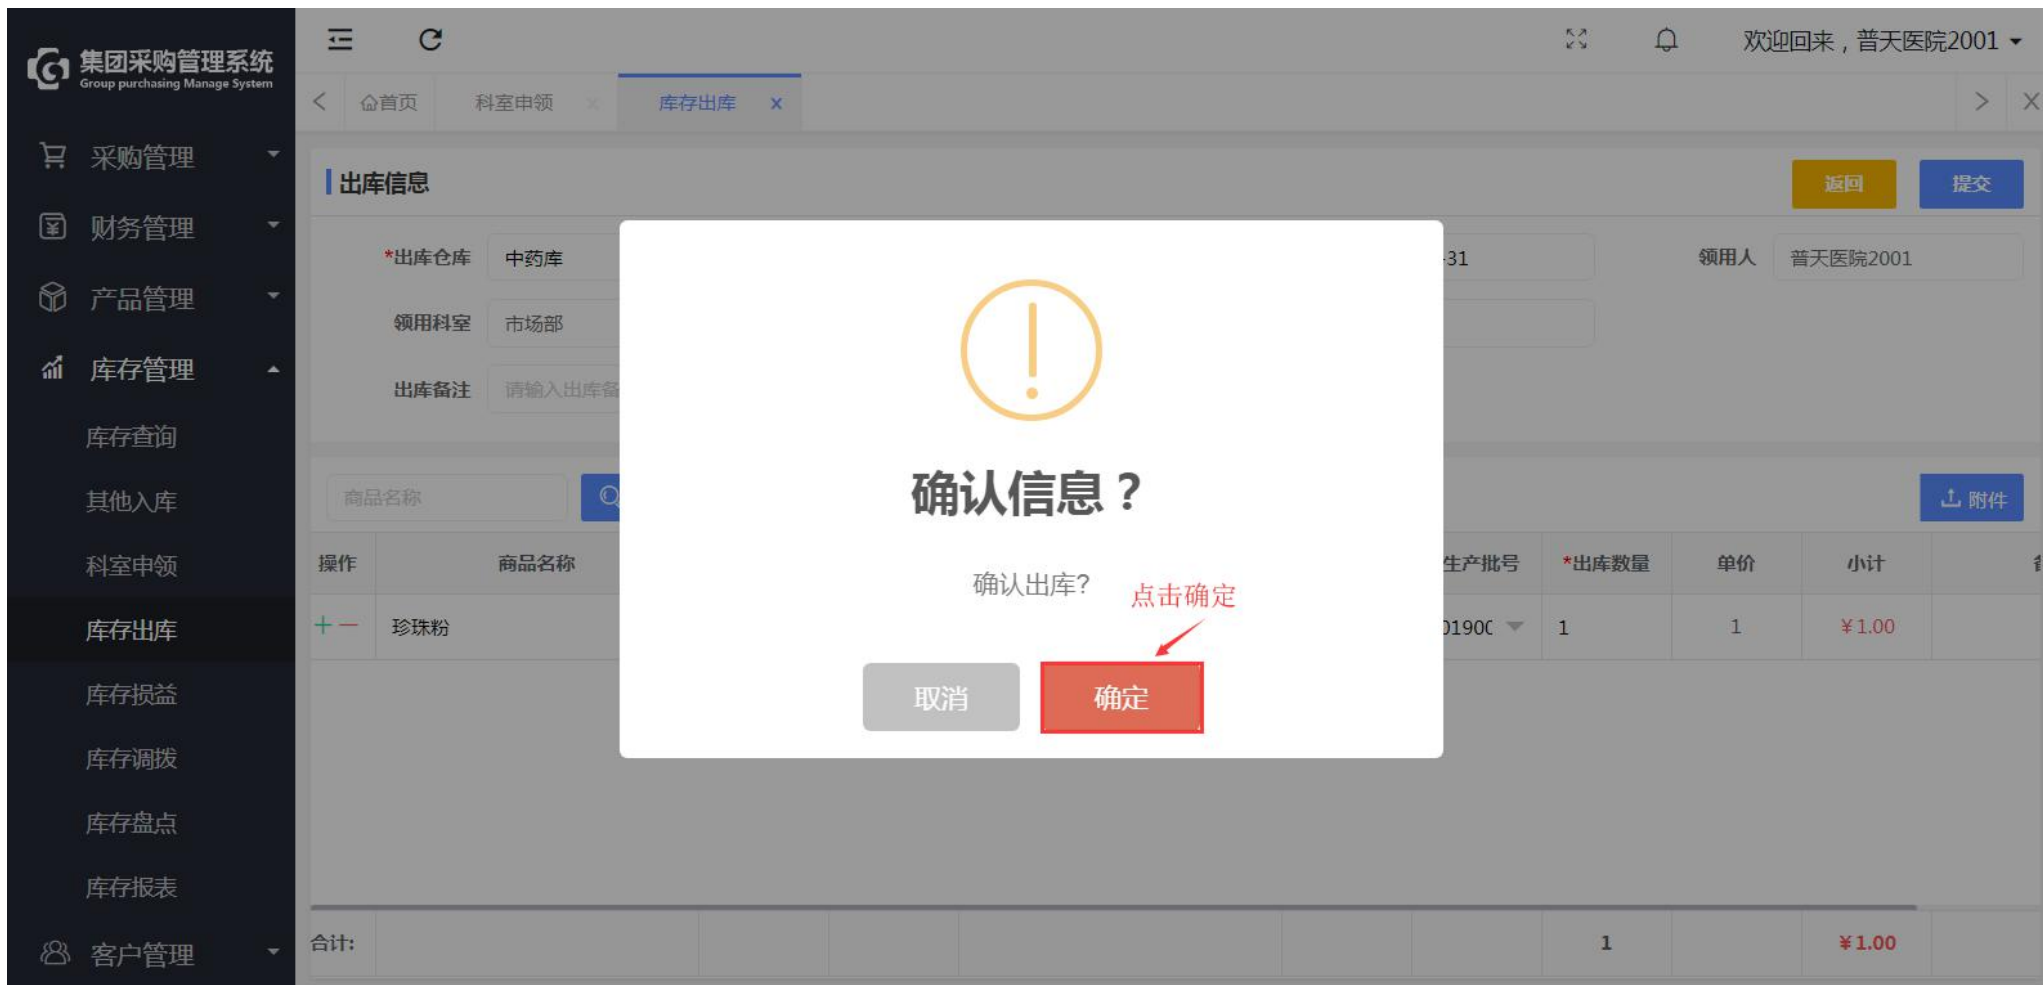 集团采购管理系统
Group purchasing Manage System
欢迎回来，普天医院2001
首页
科室申领 x
库存出库 x
采购管理
财务管理
产品管理
库存管理
库存查询
其他入库
科室申领
库存出库
库存损益
库存调拨
库存盘点
库存报表
客户管理
出库信息
返回
提交
*出库仓库 中药库
-31
领用人 普天医院2001
领用科室 市场部
出库备注 请输入出库备
商品名称
附件
操作 商品名称 生产批号 *出库数量 单价 小计
珍珠粉 01900 1 1 ¥1.00
合计: 1 ¥1.00
确认信息？
确认出库?
点击确定
取消
确定